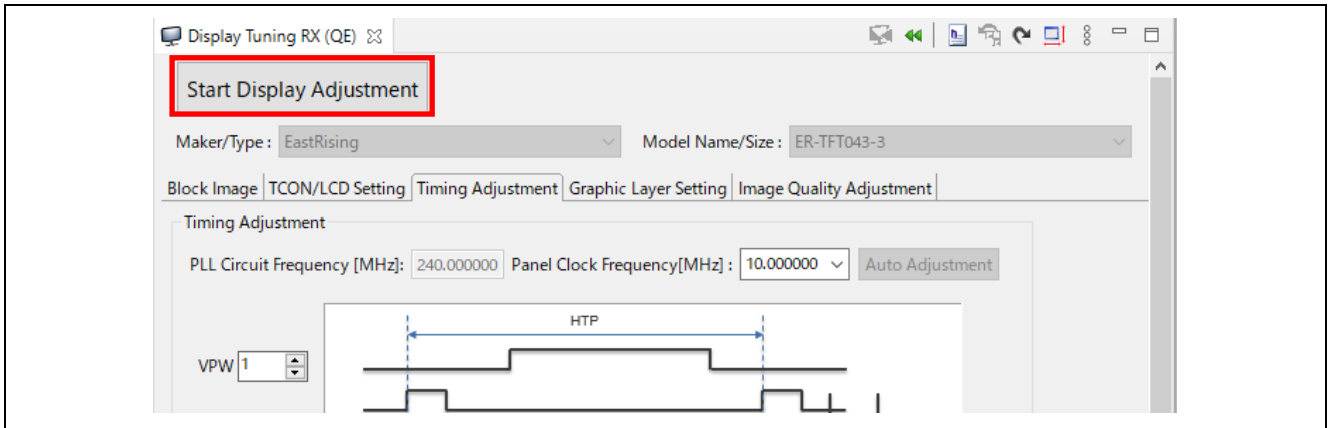 Display Tuning RX (QE)
Start Display Adjustment
Maker/Type : EastRising Model Name/Size : ER-TFT043-3
Block Image TCON/LCD Setting Timing Adjustment Graphic Layer Setting Image Quality Adjustment
Timing Adjustment
PLL Circuit Frequency [MHz]: 240.000000 Panel Clock Frequency[MHz] : 10.000000 Auto Adjustment
HTP
VPW 1